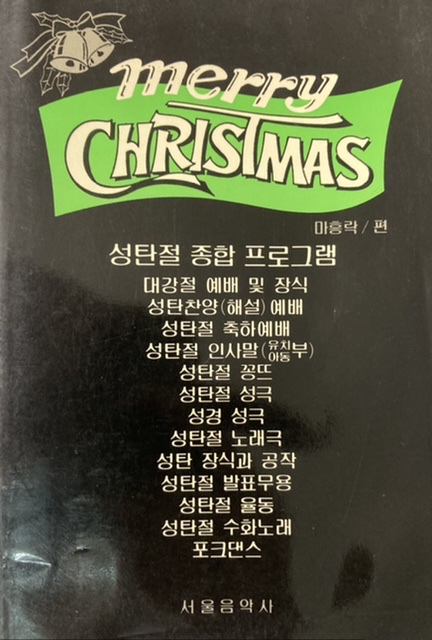 merry
CHRISTMAS
마흥락/편
성탄절 종합 프로그램
대강절 예배 및 장식
성탄찬양(해설)예배
성탄절 축하예배
성탄절 인사말(유치아동부)
성탄절 꽁뜨
성탄절 성극
성경 성극
성탄절 노래극
성탄 장식과 공작
성탄절 발표무용
성탄절 율동
성탄절 수화노래
포크댄스
서울음악사